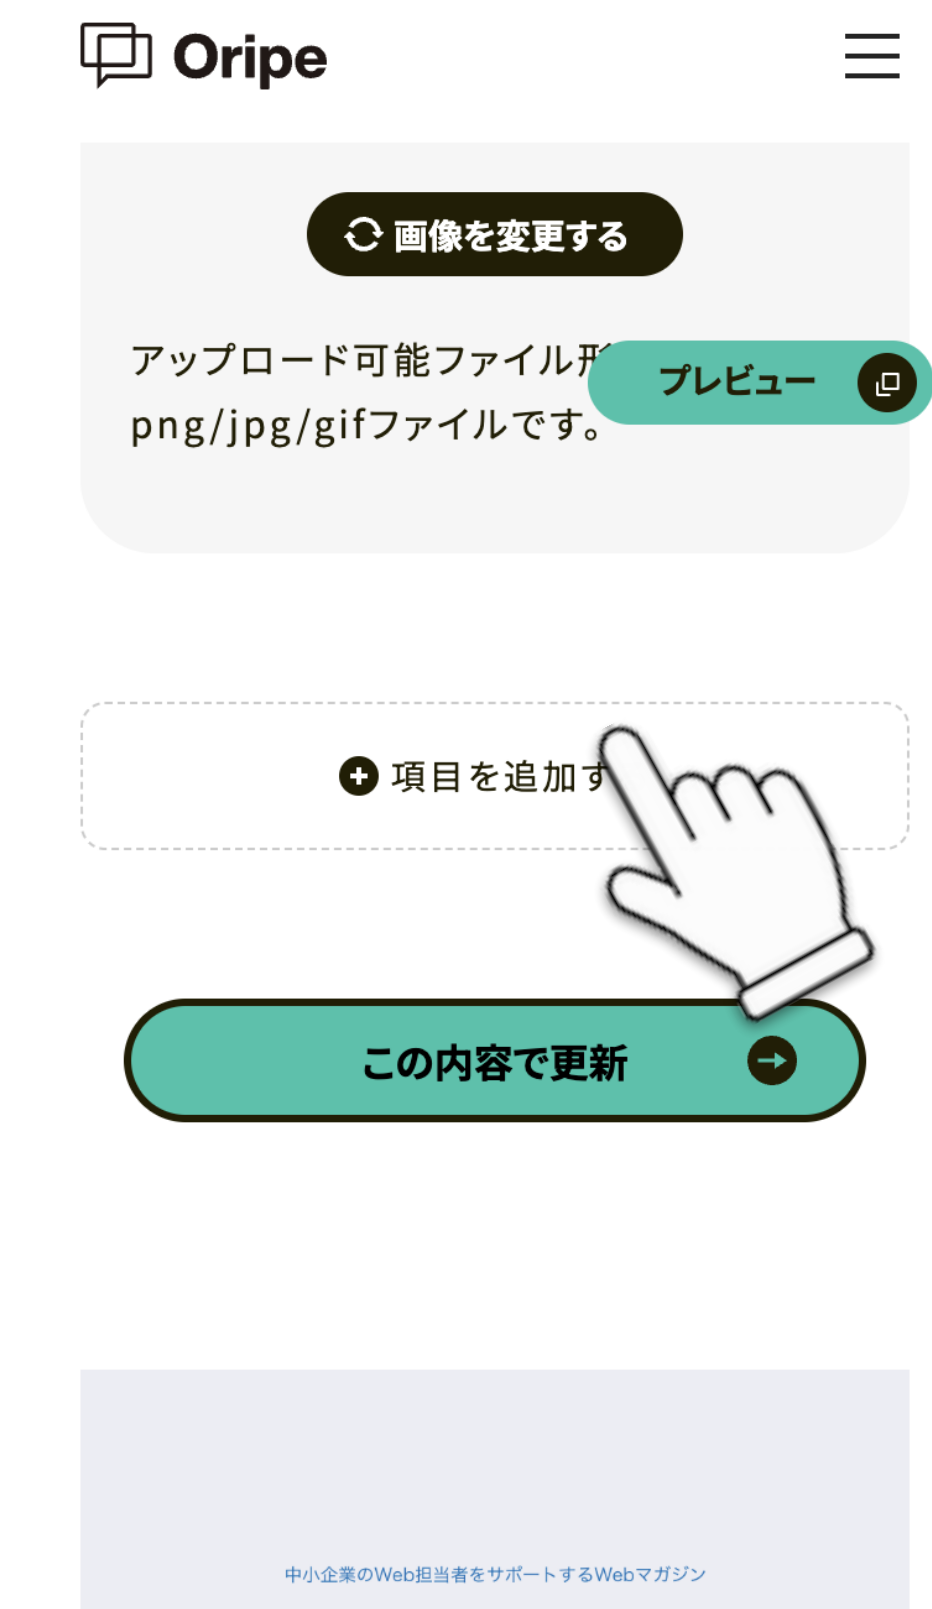 Oripe
画像を変更する
アップロード可能ファイル
プレビュー
png/jpg/gifファイルです。
項目を追加す
この内容で更新
中小企業のWeb担当者をサポートするWebマガジン